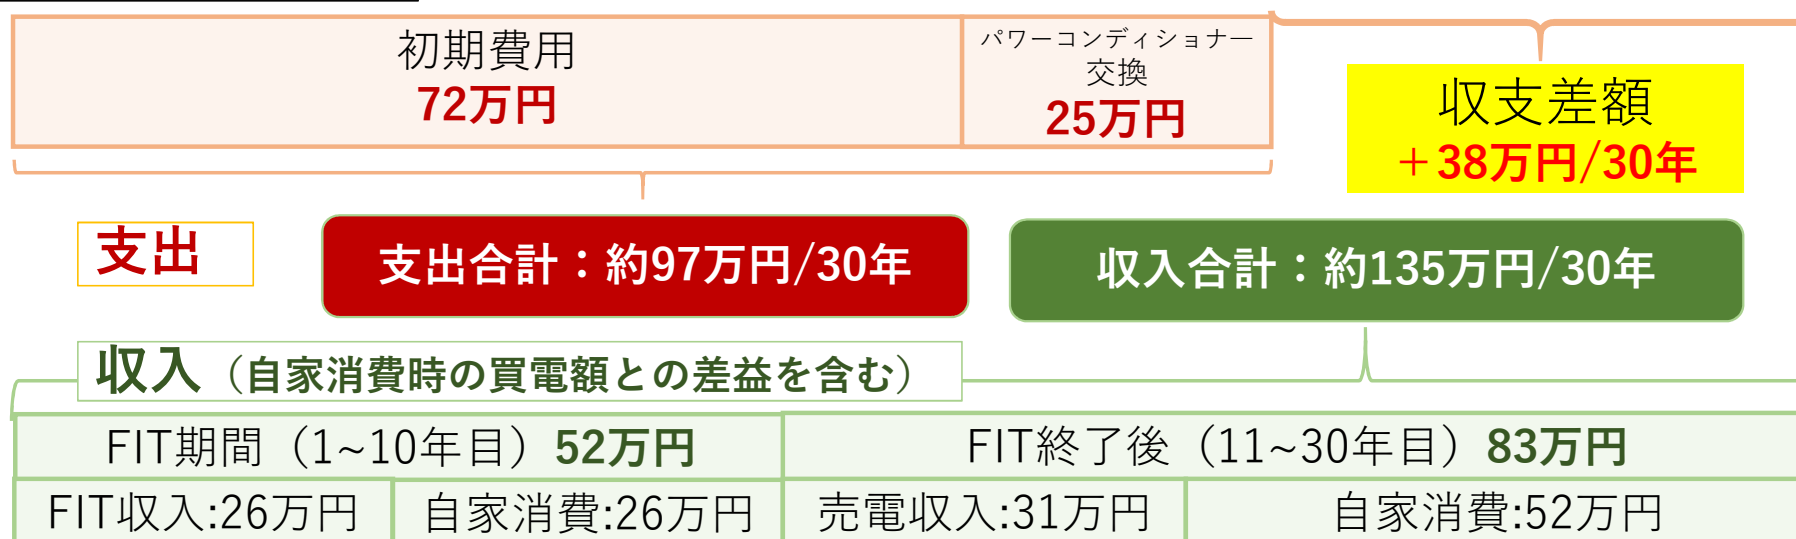 初期費用
72万円
パワーコンディショナー
交換
25万円
収支差額
+38万円/30年
支出
支出合計：約97万円/30年
収入合計：約135万円/30年
収入（自家消費時の買電額との差益を含む）
FIT期間（1~10年目）52万円
FIT終了後（11~30年目）83万円
FIT収入:26万円
自家消費:26万円
売電収入:31万円
自家消費:52万円